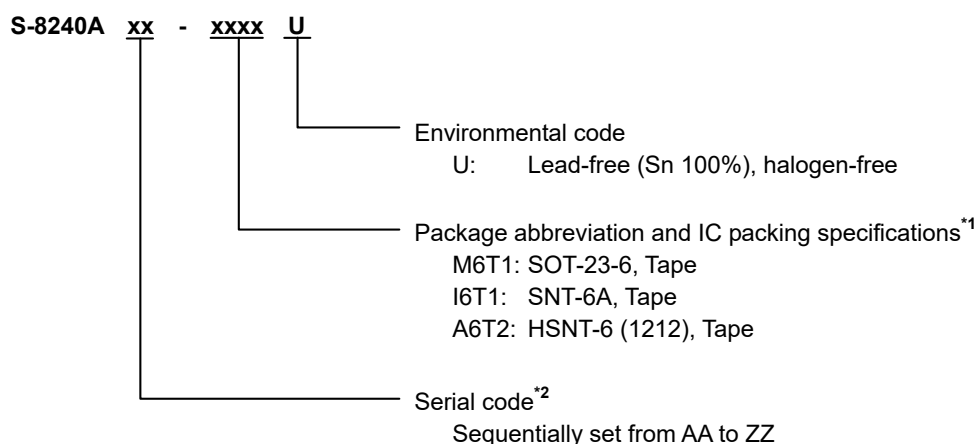 S-8240A xx - xxxx U
Environmental code
U: Lead-free (Sn 100%), halogen-free
Package abbreviation and IC packing specifications*1
M6T1: SOT-23-6, Tape
I6T1: SNT-6A, Tape
A6T2: HSNT-6 (1212), Tape
Serial code*2
Sequentially set from AA to ZZ